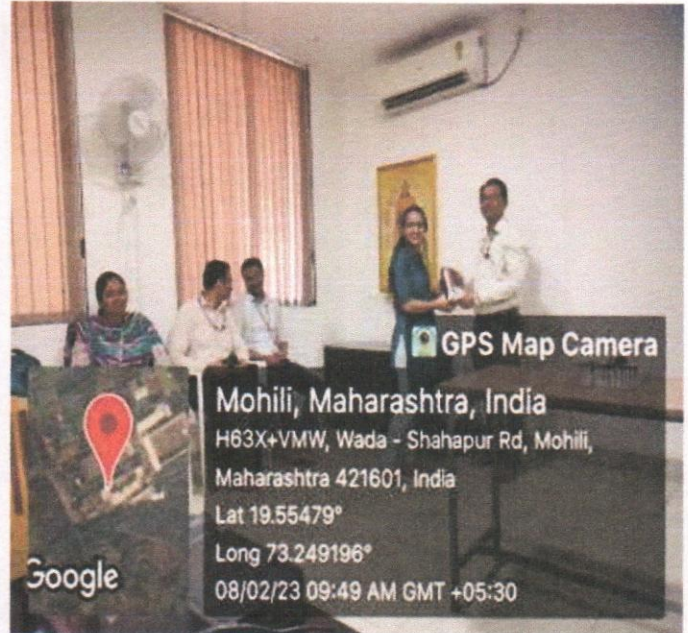 GPS Map Camera
Mohili, Maharashtra, India
H63X+VMW, Wada - Shahapur Rd, Mohili,
Maharashtra 421601, India
Lat 19.55479°
Long 73.249196°
08/02/23 09:49 AM GMT +05:30
Google